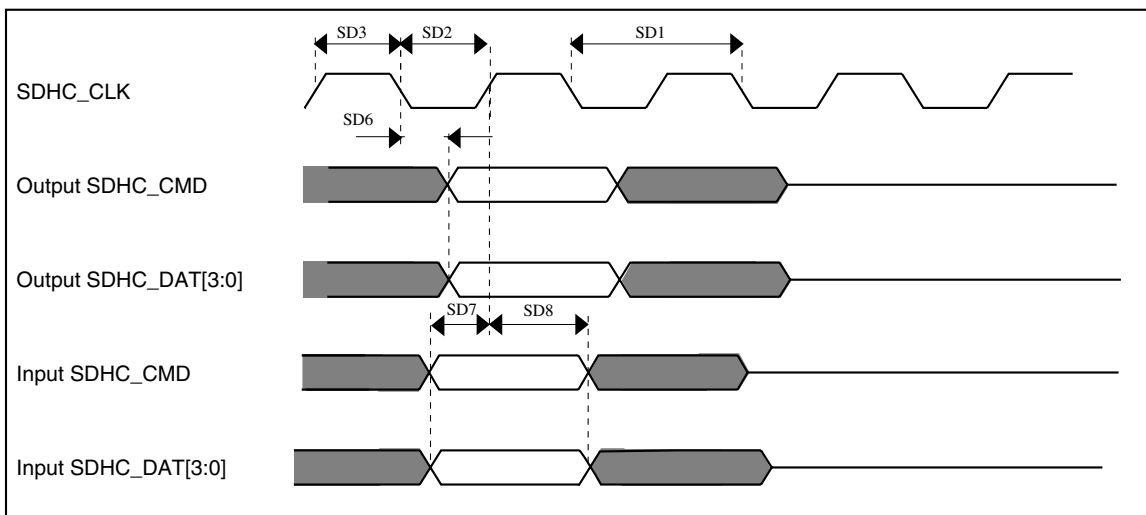 SD3
SD2
SD1
SDHC_CLK
SD6
Output SDHC_CMD
Output SDHC_DAT[3:0]
SD7
SD8
Input SDHC_CMD
Input SDHC_DAT[3:0]